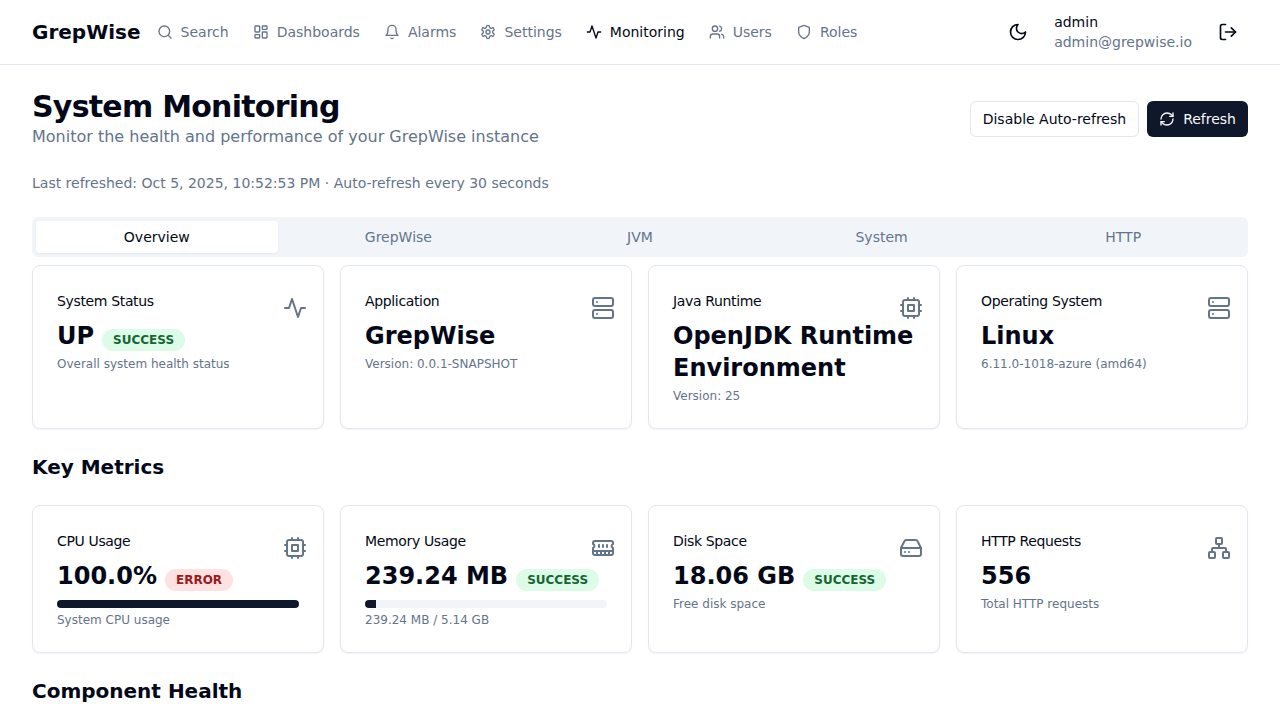 GrepWise
Search
Dashboards
Alarms
Settings
Monitoring
Users
Roles
admin
admin@grepwise.io
System Monitoring
Monitor the health and performance of your GrepWise instance
Disable Auto-refresh
Refresh
Last refreshed: Oct 5, 2025, 10:52:53 PM · Auto-refresh every 30 seconds
Overview
GrepWise
JVM
System
HTTP
System Status
UP SUCCESS
Overall system health status
Application
GrepWise
Version: 0.0.1-SNAPSHOT
Java Runtime
OpenJDK Runtime
Environment
Version: 25
Operating System
Linux
6.11.0-1018-azure (amd64)
Key Metrics
CPU Usage
100.0% ERROR
System CPU usage
Memory Usage
239.24 MB SUCCESS
239.24 MB / 5.14 GB
Disk Space
18.06 GB SUCCESS
Free disk space
HTTP Requests
556
Total HTTP requests
Component Health